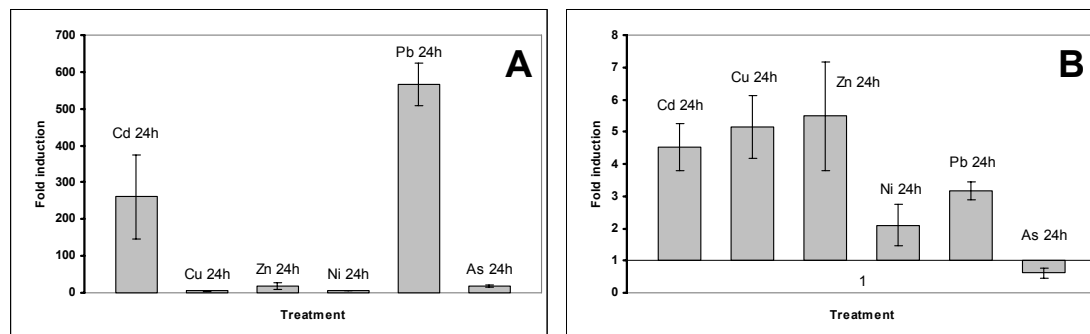 A
Fold induction
700
600
500
400
300
200
100
0
Cd 24h
Cu 24h
Zn 24h
Ni 24h
Pb 24h
As 24h
Treatment
B
Fold induction
8
7
6
5
4
3
2
1
0
Cd 24h
Cu 24h
Zn 24h
Ni 24h
Pb 24h
As 24h
1
Treatment